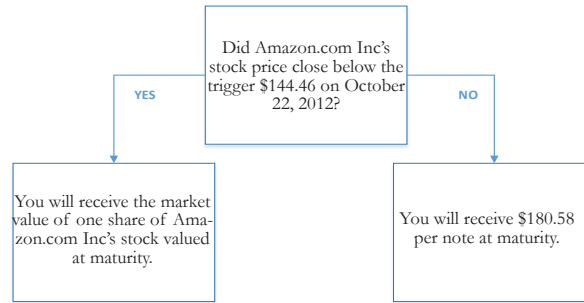 Did Amazon.com Inc's
stock price close below the
trigger $144.46 on October
22, 2012?
YES
NO
You will receive the market
value of one share of Ama-
zon.com Inc's stock valued
at maturity.
You will receive $180.58
per note at maturity.